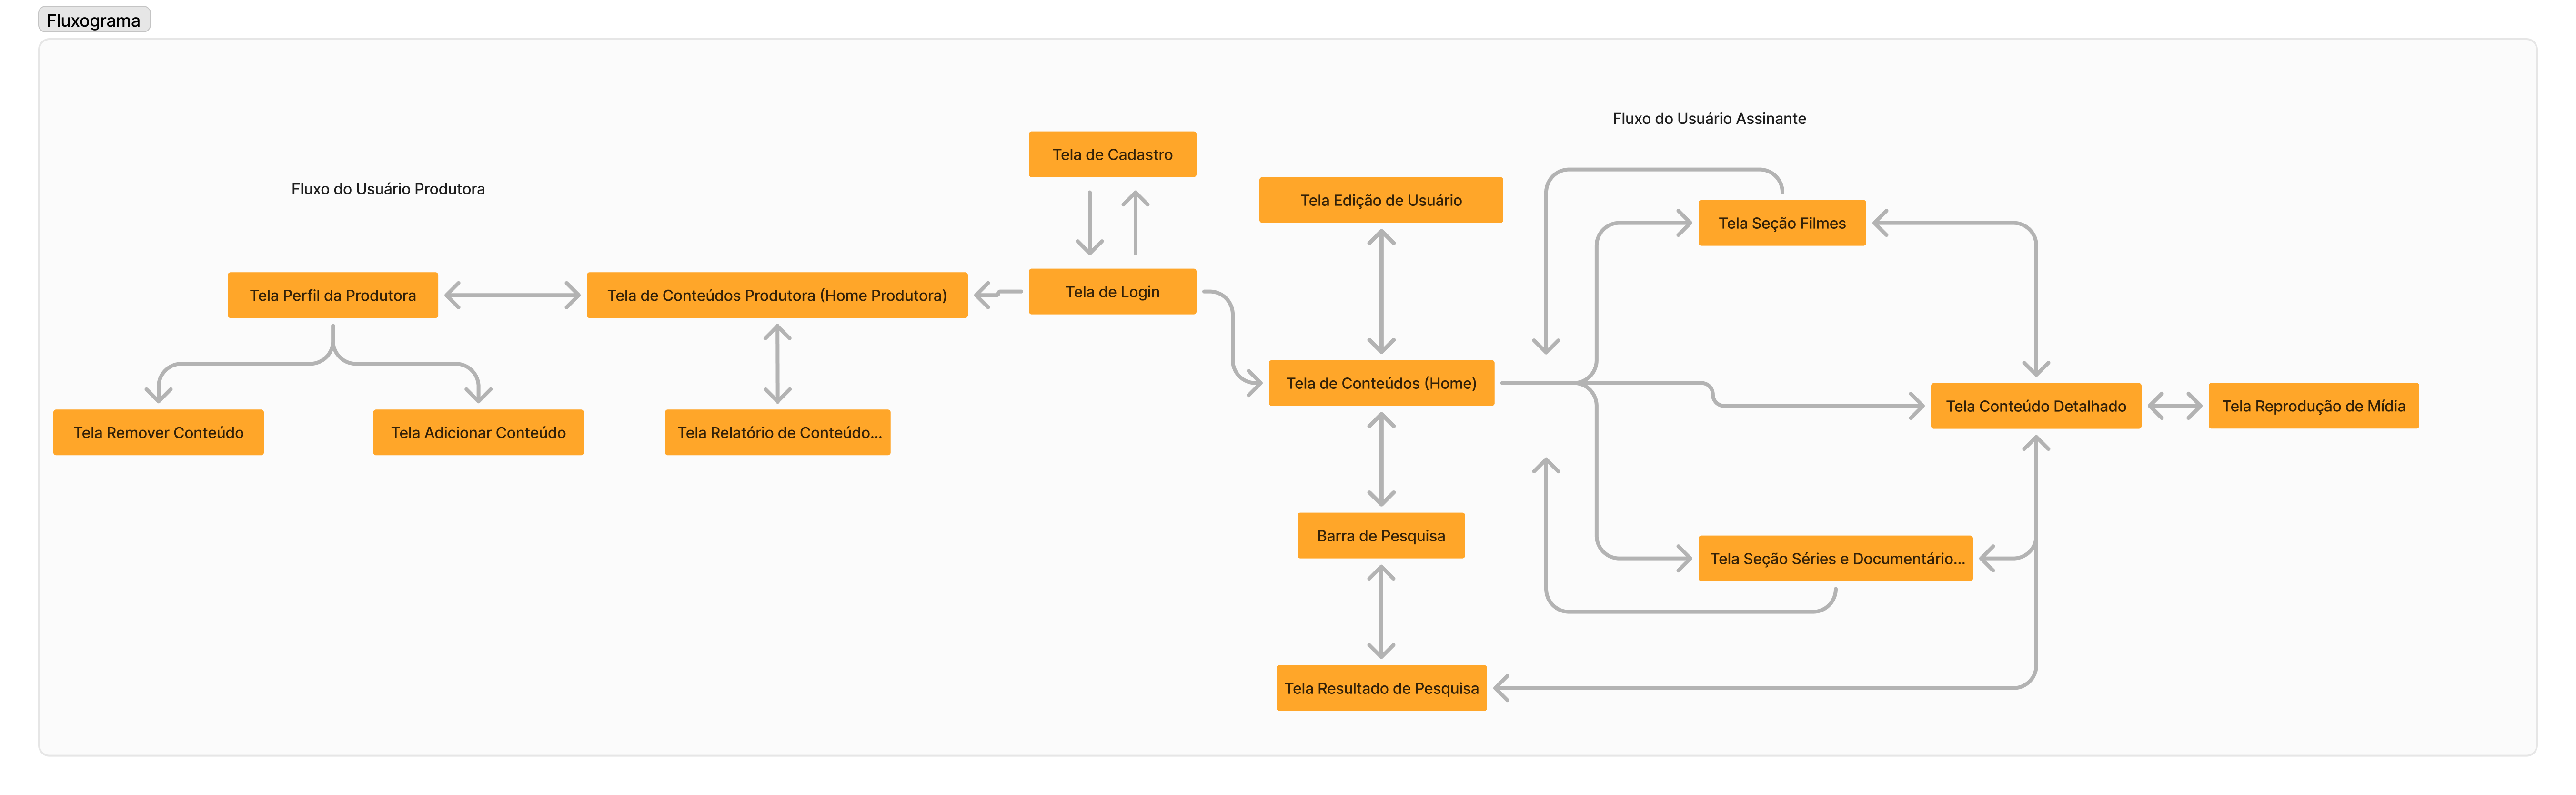 Fluxograma
Fluxo do Usuário Produtora
Fluxo do Usuário Assinante
Tela de Cadastro
Tela de Login
Tela Perfil da Produtora
Tela de Conteúdos Produtora (Home Produtora)
Tela Remover Conteúdo
Tela Adicionar Conteúdo
Tela Relatório de Conteúdo...
Tela Edição de Usuário
Tela de Conteúdos (Home)
Barra de Pesquisa
Tela Resultado de Pesquisa
Tela Seção Filmes
Tela Conteúdo Detalhado
Tela Reprodução de Mídia
Tela Seção Séries e Documentário...